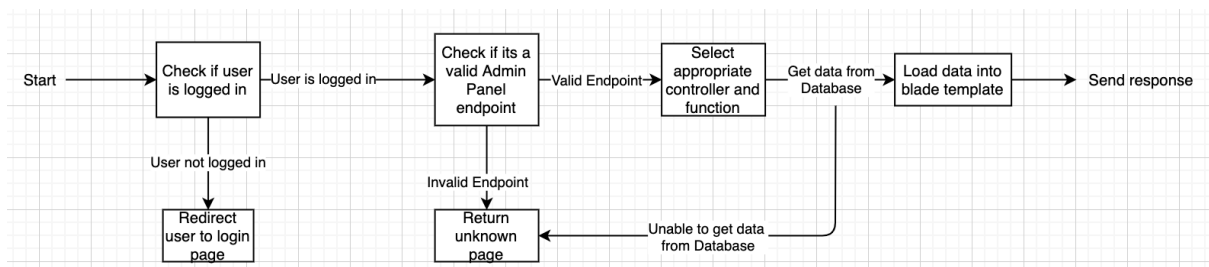 Start
Check if user
is logged in
User is logged in
Check if its a
valid Admin
Panel
endpoint
Valid Endpoint
Select
appropriate
controller and
function
Get data from
Database
Load data into
blade template
Send response
User not logged in
Invalid Endpoint
Redirect
user to login
page
Return
unknown
page
Unable to get data
from Database